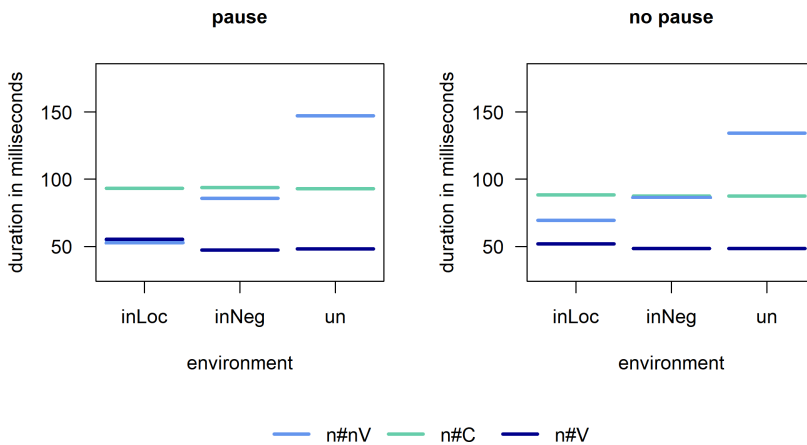 pause
no pause
duration in milliseconds
150
100
50
inLoc inNeg un
environment
duration in milliseconds
150
100
50
inLoc inNeg un
environment
n#nV n#C n#V